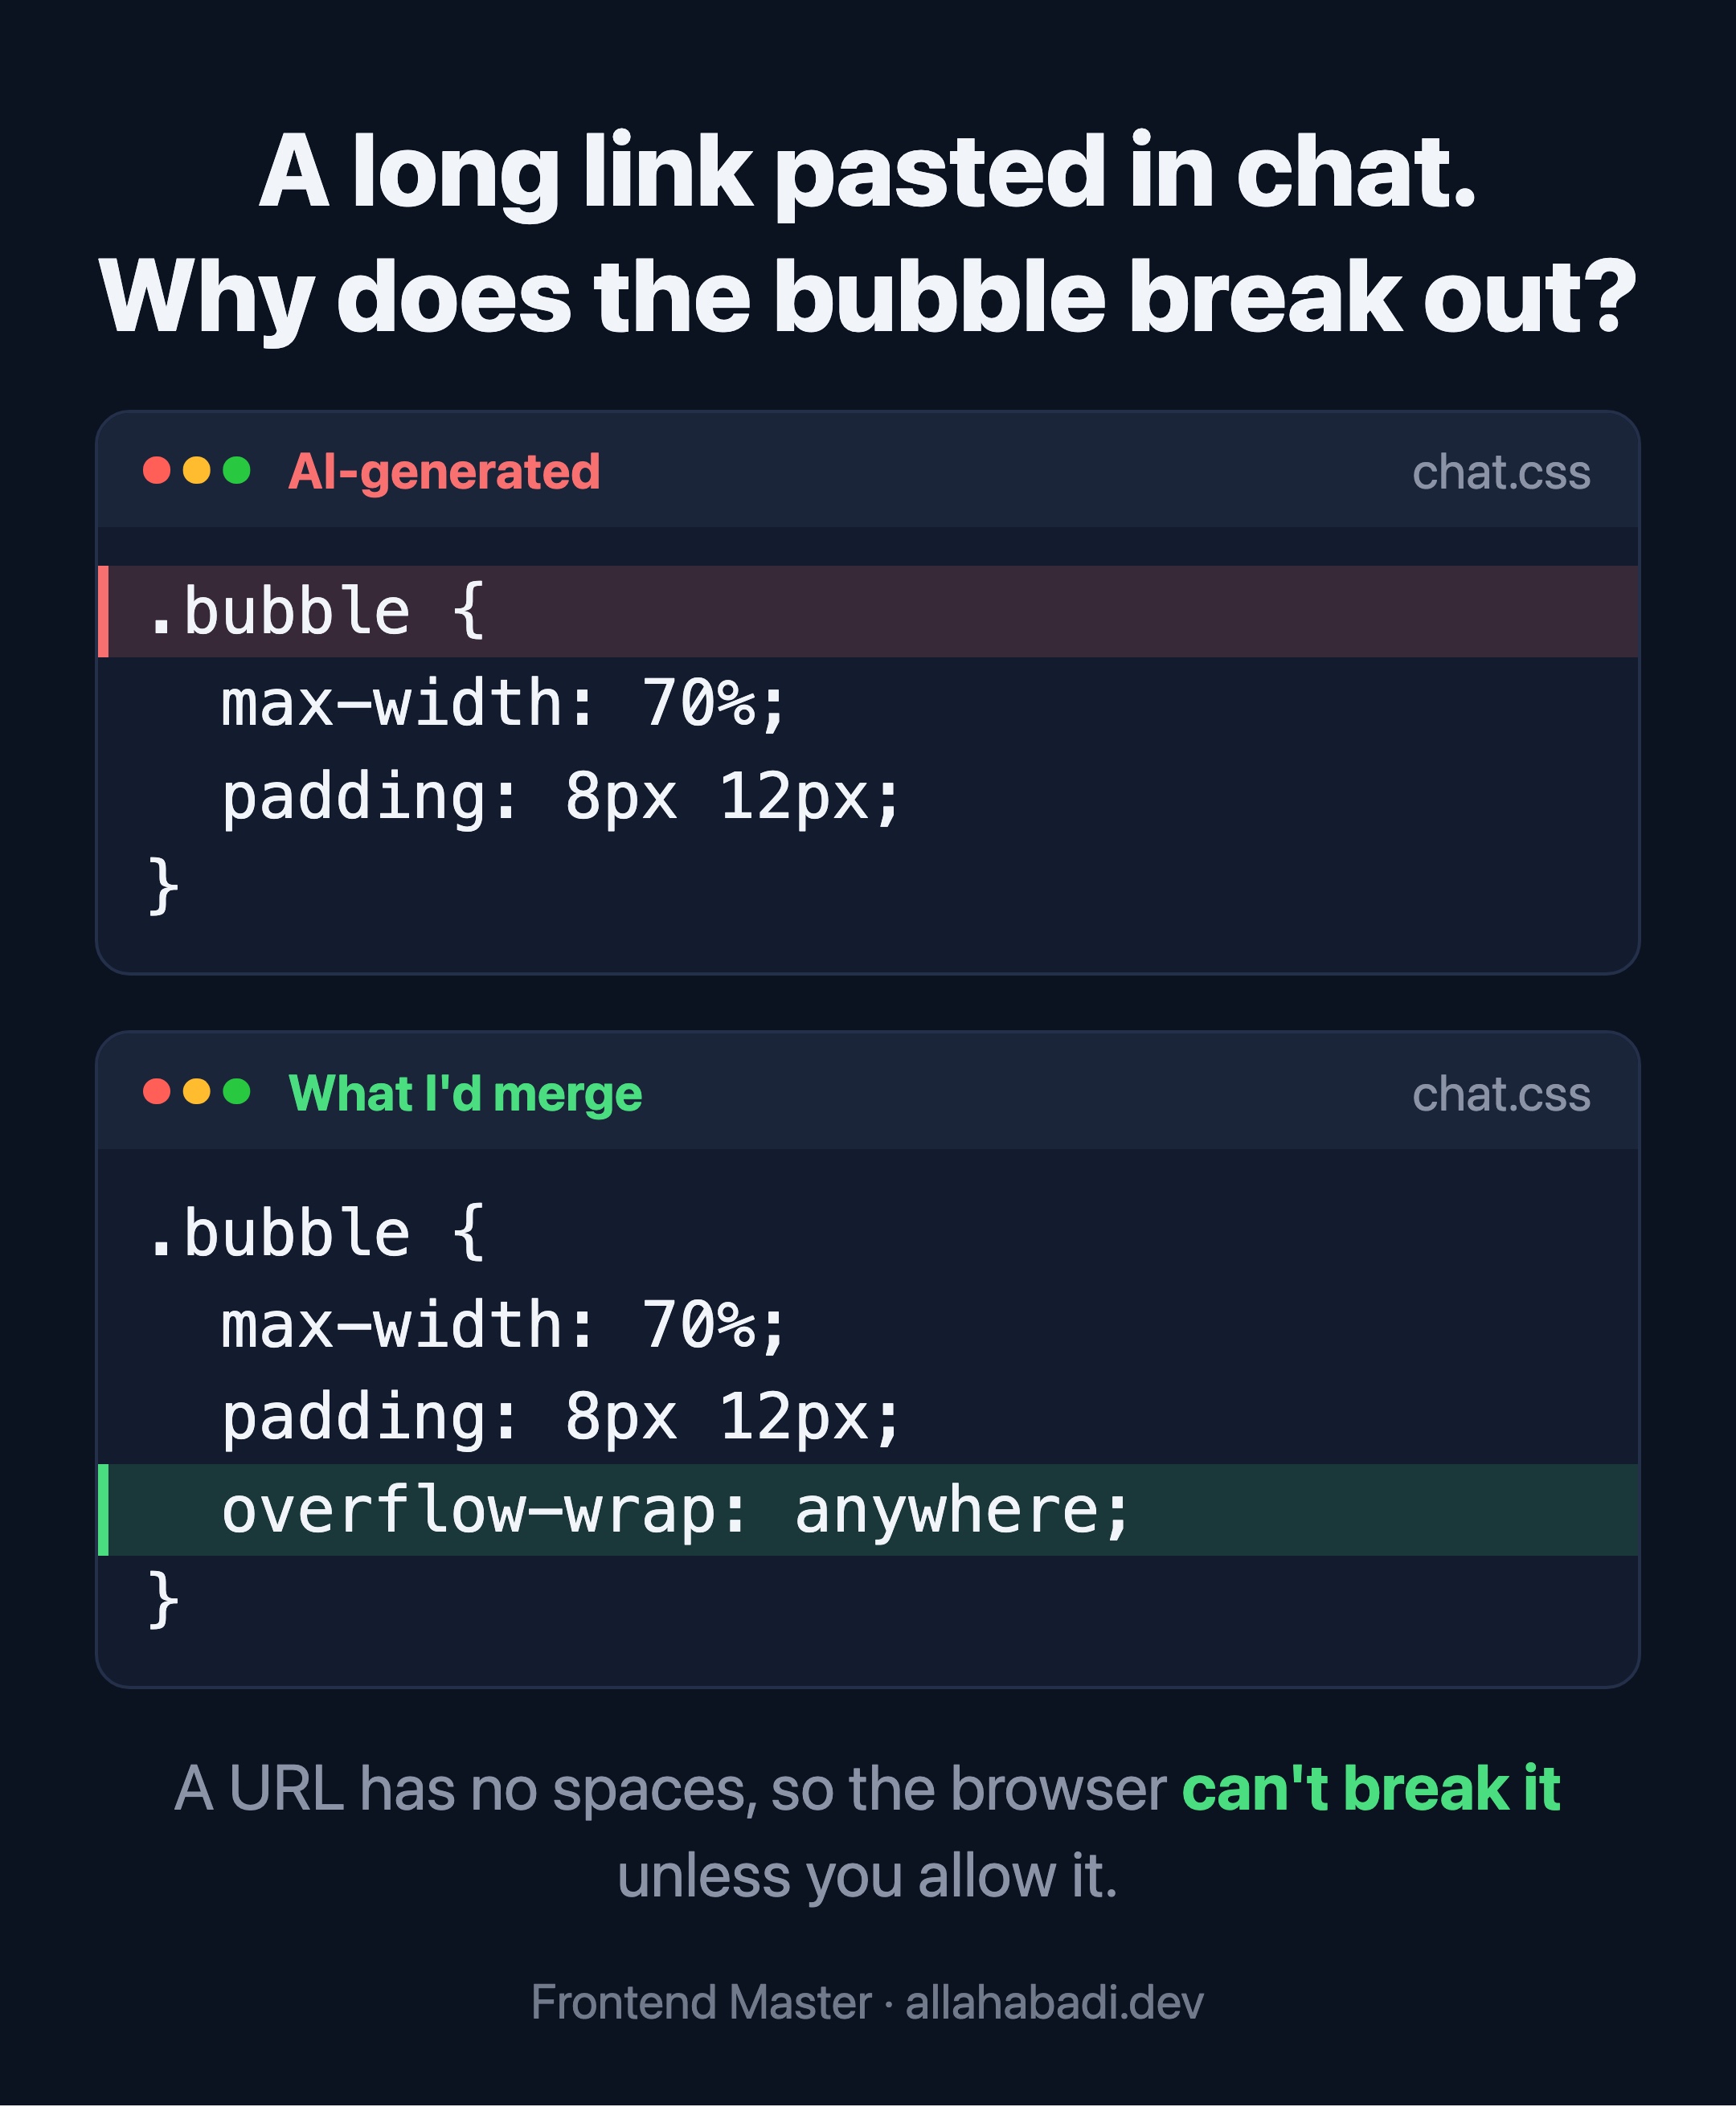 A long link pasted in chat.
Why does the bubble break out?
AI-generated
chat.css
.bubble {
  max-width: 70%;
  padding: 8px 12px;
}
What I'd merge
chat.css
.bubble {
  max-width: 70%;
  padding: 8px 12px;
  overflow-wrap: anywhere;
}
A URL has no spaces, so the browser can't break it
unless you allow it.
Frontend Master · allahabadi.dev